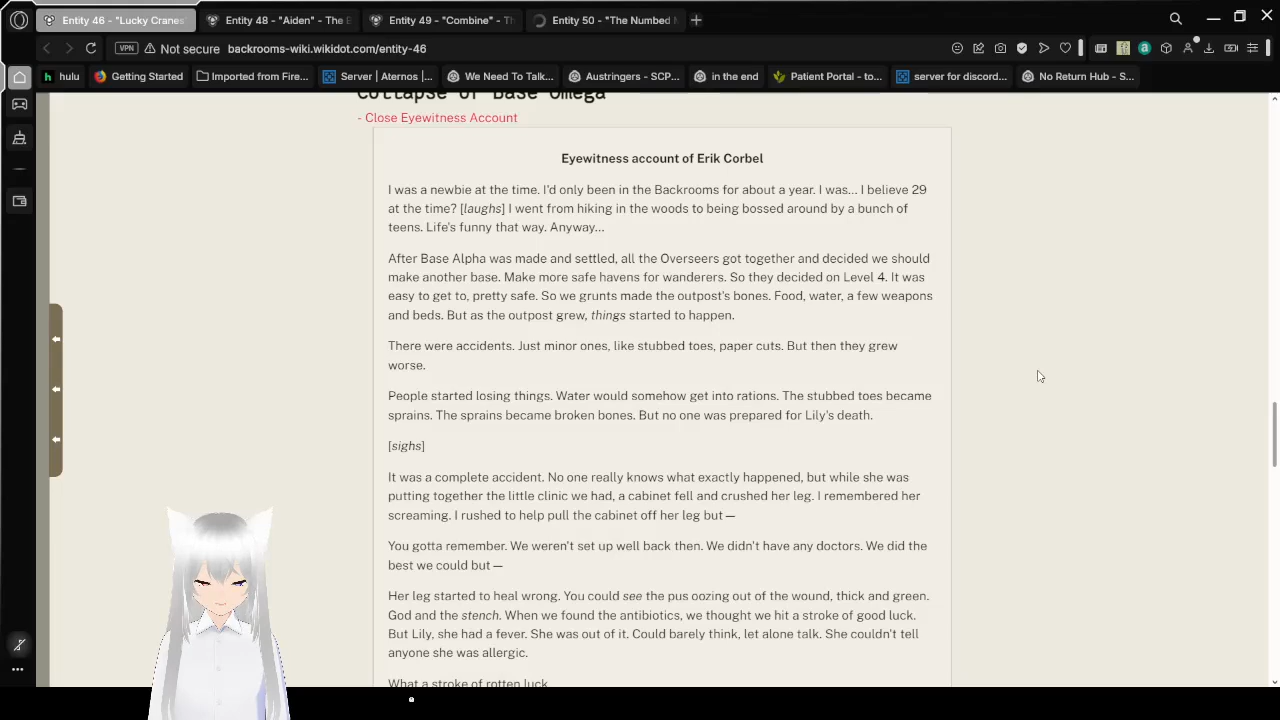 Entity 46 - "Lucky Cranes"
Entity 48 - "Aiden" - The B
Entity 49 - "Combine" - Th
Entity 50 - "The Numbed M
VPN
Not secure
backrooms-wiki.wikidot.com/entity-46
hulu
Getting Started
Imported from Fire...
Server | Aternos |...
We Need To Talk...
Austringers - SCP...
in the end
Patient Portal - to...
server for discord...
No Return Hub - S...
Collapse of Base Omega
- Close Eyewitness Account
Eyewitness account of Erik Corbel
I was a newbie at the time. I'd only been in the Backrooms for about a year. I was... I believe 29
at the time? [laughs] I went from hiking in the woods to being bossed around by a bunch of
teens. Life's funny that way. Anyway...
After Base Alpha was made and settled, all the Overseers got together and decided we should
make another base. Make more safe havens for wanderers. So they decided on Level 4. It was
easy to get to, pretty safe. So we grunts made the outpost's bones. Food, water, a few weapons
and beds. But as the outpost grew, things started to happen.
There were accidents. Just minor ones, like stubbed toes, paper cuts. But then they grew
worse.
People started losing things. Water would somehow get into rations. The stubbed toes became
sprains. The sprains became broken bones. But no one was prepared for Lily's death.
[sighs]
It was a complete accident. No one really knows what exactly happened, but while she was
putting together the little clinic we had, a cabinet fell and crushed her leg. I remembered her
screaming. I rushed to help pull the cabinet off her leg but —
You gotta remember. We weren't set up well back then. We didn't have any doctors. We did the
best we could but —
Her leg started to heal wrong. You could see the pus oozing out of the wound, thick and green.
God and the stench. When we found the antibiotics, we thought we hit a stroke of good luck.
But Lily, she had a fever. She was out of it. Could barely think, let alone talk. She couldn't tell
anyone she was allergic.
What a stroke of rotten luck